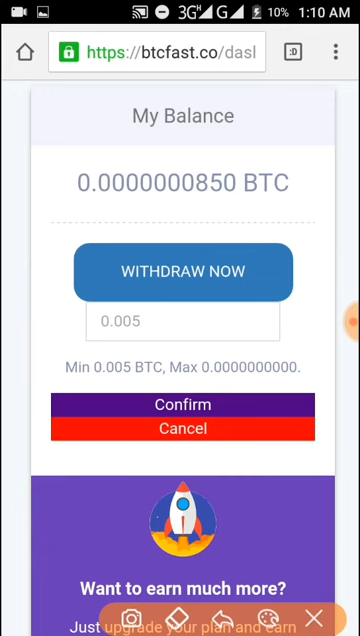 3G H G 10% 1:10 AM
https://btcfast.co/dasl
:D
My Balance
0.0000000850 BTC
WITHDRAW NOW
0.005
Min 0.005 BTC, Max 0.0000000000.
Confirm
Cancel
Want to earn much more?
Just upgrade your plan and earn